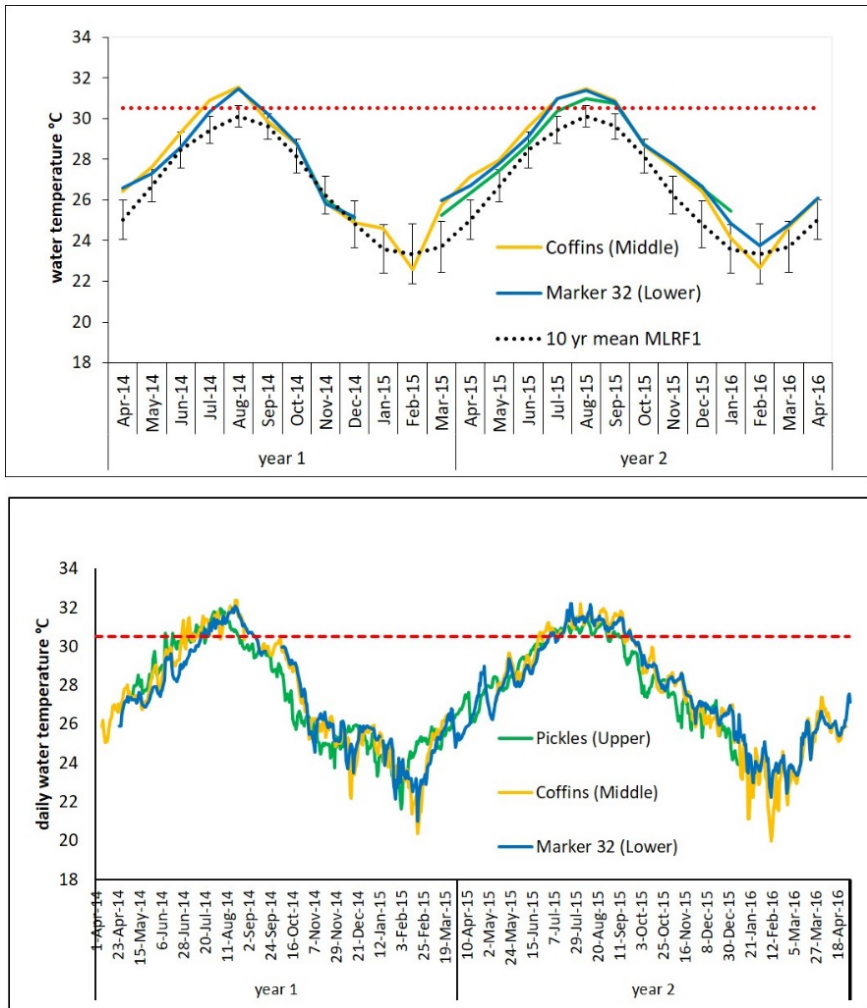 water temperature °C
34
32
30
28
26
24
22
20
18
Coffins (Middle)
Marker 32 (Lower)
10 yr mean MLRF1
Apr-14
May-14
Jun-14
Jul-14
Aug-14
Sep-14
Oct-14
Nov-14
Dec-14
Jan-15
Feb-15
Mar-15
Apr-15
May-15
Jun-15
Jul-15
Aug-15
Sep-15
Oct-15
Nov-15
Dec-15
Jan-16
Feb-16
Mar-16
Apr-16
year 1
year 2
daily water temperature °C
34
32
30
28
26
24
22
20
18
Pickles (Upper)
Coffins (Middle)
Marker 32 (Lower)
1-Apr-14
23-Apr-14
15-May-14
6-Jun-14
28-Jun-14
20-Jul-14
11-Aug-14
2-Sep-14
24-Sep-14
16-Oct-14
7-Nov-14
29-Nov-14
21-Dec-14
12-Jan-15
3-Feb-15
25-Feb-15
19-Mar-15
10-Apr-15
2-May-15
24-May-15
15-Jun-15
7-Jul-15
29-Jul-15
20-Aug-15
11-Sep-15
3-Oct-15
25-Oct-15
16-Nov-15
8-Dec-15
30-Dec-15
21-Jan-16
12-Feb-16
5-Mar-16
27-Mar-16
18-Apr-16
year 1
year 2